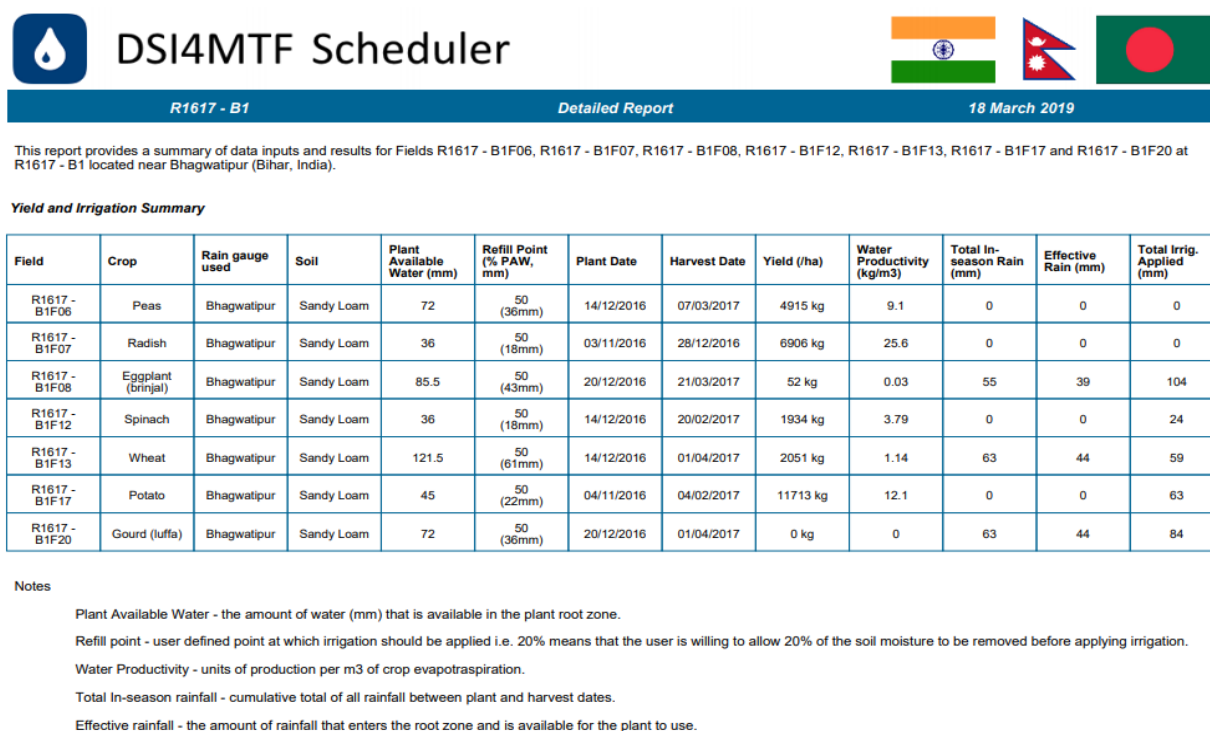 DSI4MTF Scheduler
R1617 - B1 Detailed Report 18 March 2019
This report provides a summary of data inputs and results for Fields R1617 - B1F06, R1617 - B1F07, R1617 - B1F08, R1617 - B1F12, R1617 - B1F13, R1617 - B1F17 and R1617 - B1F20 at
R1617 - B1 located near Bhagwatipur (Bihar, India).
Yield and Irrigation Summary
Field Crop Rain gauge used Soil Plant Available Water (mm) Refill Point (% PAW, mm) Plant Date Harvest Date Yield (/ha) Water Productivity (kg/m3) Total In-season Rain (mm) Effective Rain (mm) Total Irrig. Applied (mm)
R1617 - B1F06 Peas Bhagwatipur Sandy Loam 72 50 (36mm) 14/12/2016 07/03/2017 4915 kg 9.1 0 0 0
R1617 - B1F07 Radish Bhagwatipur Sandy Loam 36 50 (18mm) 03/11/2016 28/12/2016 6906 kg 25.6 0 0 0
R1617 - B1F08 Eggplant (brinjal) Bhagwatipur Sandy Loam 85.5 50 (43mm) 20/12/2016 21/03/2017 52 kg 0.03 55 39 104
R1617 - B1F12 Spinach Bhagwatipur Sandy Loam 36 50 (18mm) 14/12/2016 20/02/2017 1934 kg 3.79 0 0 24
R1617 - B1F13 Wheat Bhagwatipur Sandy Loam 121.5 50 (61mm) 14/12/2016 01/04/2017 2051 kg 1.14 63 44 59
R1617 - B1F17 Potato Bhagwatipur Sandy Loam 45 50 (22mm) 04/11/2016 04/02/2017 11713 kg 12.1 0 0 63
R1617 - B1F20 Gourd (luffa) Bhagwatipur Sandy Loam 72 50 (36mm) 20/12/2016 01/04/2017 0 kg 0 63 44 84
Notes
Plant Available Water - the amount of water (mm) that is available in the plant root zone.
Refill point - user defined point at which irrigation should be applied i.e. 20% means that the user is willing to allow 20% of the soil moisture to be removed before applying irrigation.
Water Productivity - units of production per m3 of crop evapotraspiration.
Total In-season rainfall - cumulative total of all rainfall between plant and harvest dates.
Effective rainfall - the amount of rainfall that enters the root zone and is available for the plant to use.